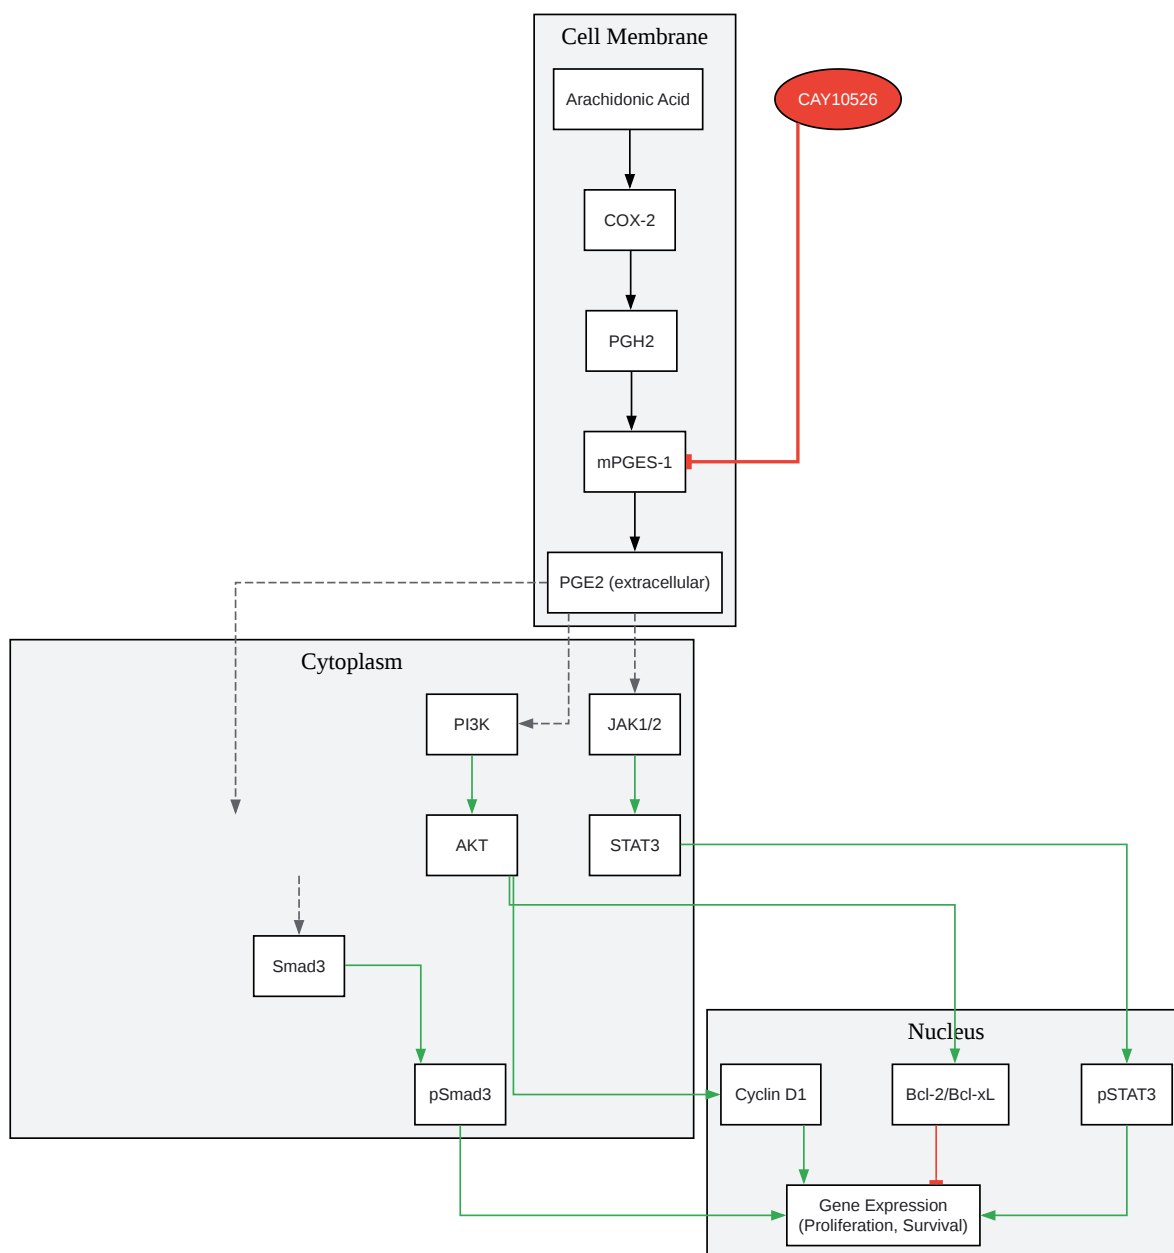 Cell Membrane
Arachidonic Acid
CAY10526
COX-2
PGH2
mPGES-1
PGE2 (extracellular)
Cytoplasm
PI3K
JAK1/2
AKT
STAT3
Smad3
Nucleus
pSmad3
Cyclin D1
Bcl-2/Bcl-xL
pSTAT3
Gene Expression
(Proliferation, Survival)